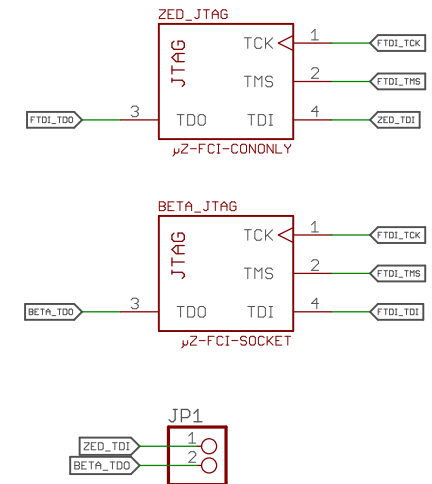 ZED_JTAG
JTAG
TCK 1 FTDI_TCK
TMS 2 FTDI_TMS
FTDI_TDO 3 TDO TDI 4 ZED_TDI
µZ-FCI-CONONLY
BETA_JTAG
JTAG
TCK 1 FTDI_TCK
TMS 2 FTDI_TMS
BETA_TDO 3 TDO TDI 4 FTDI_TDI
µZ-FCI-SOCKET
JP1
ZED_TDI 1
BETA_TDO 2